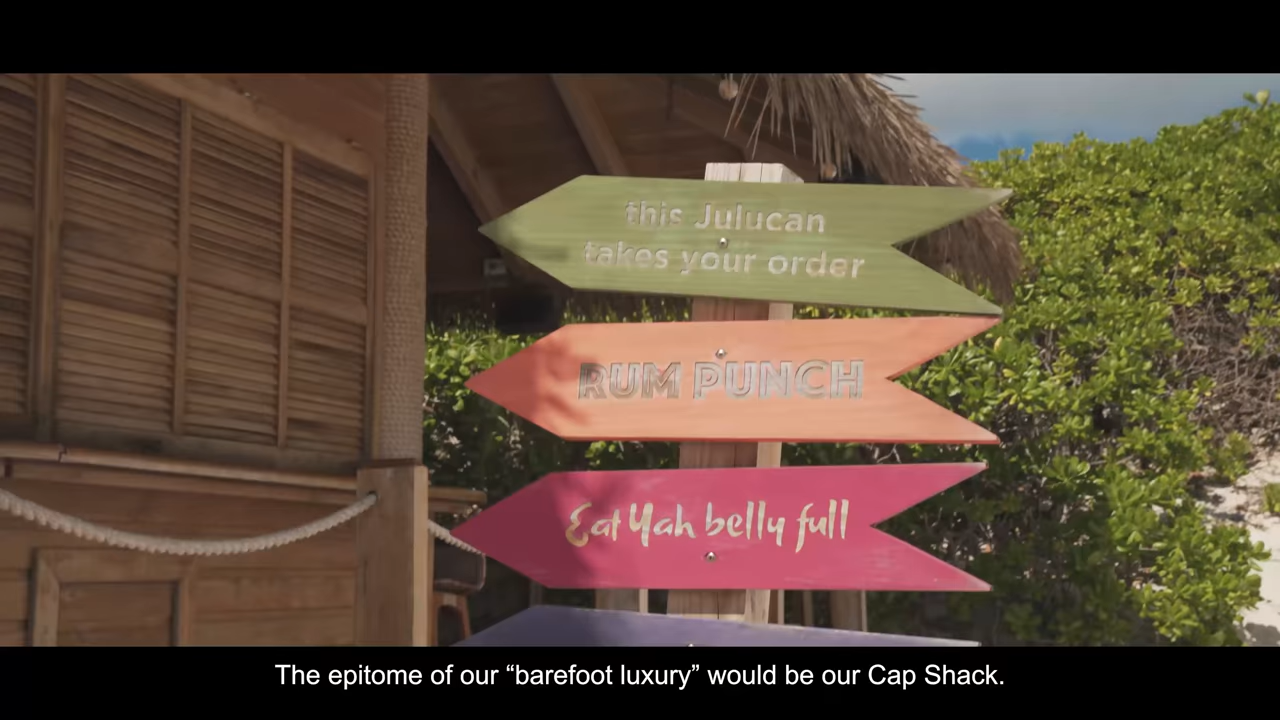 this Julucan
takes your order
RUM PUNCH
Eat Yah belly full
The epitome of our “barefoot luxury” would be our Cap Shack.